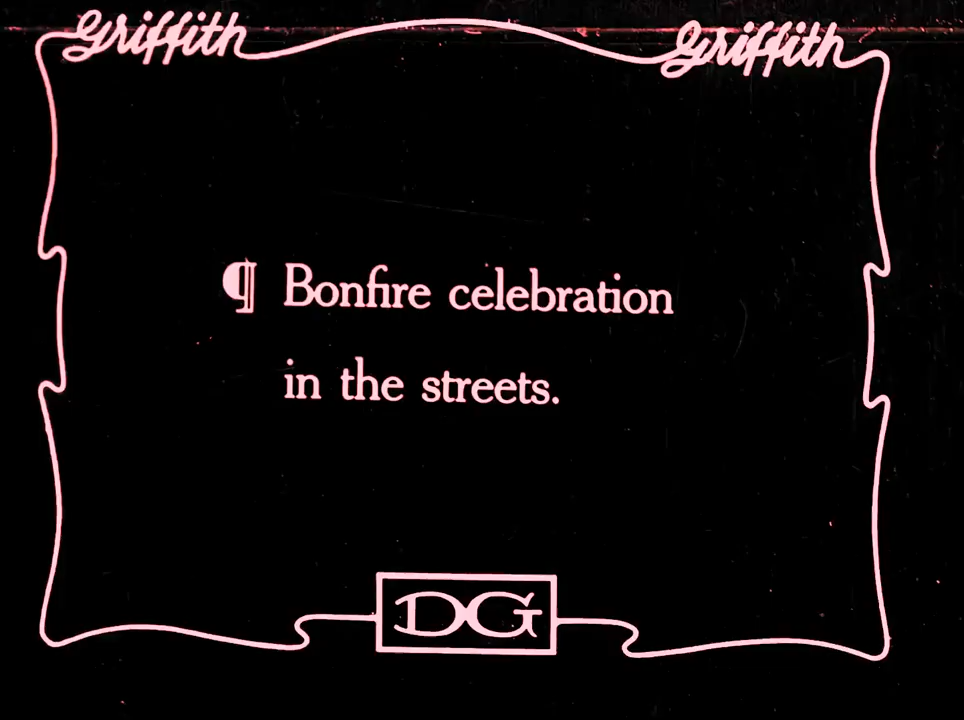 Griffith Griffith
¶ Bonfire celebration
in the streets.
DG